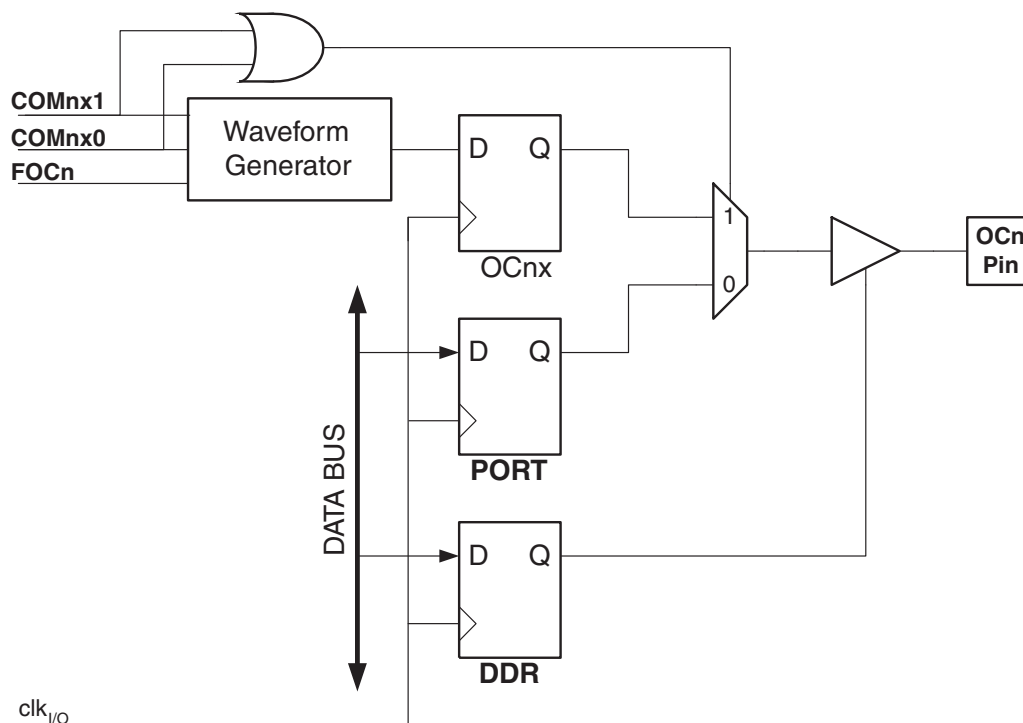 COMnx1
COMnx0
FOCn
Waveform
Generator
D Q
OCnx
1
0
OCn
Pin
D Q
PORT
DATA BUS
D Q
DDR
clkI/O